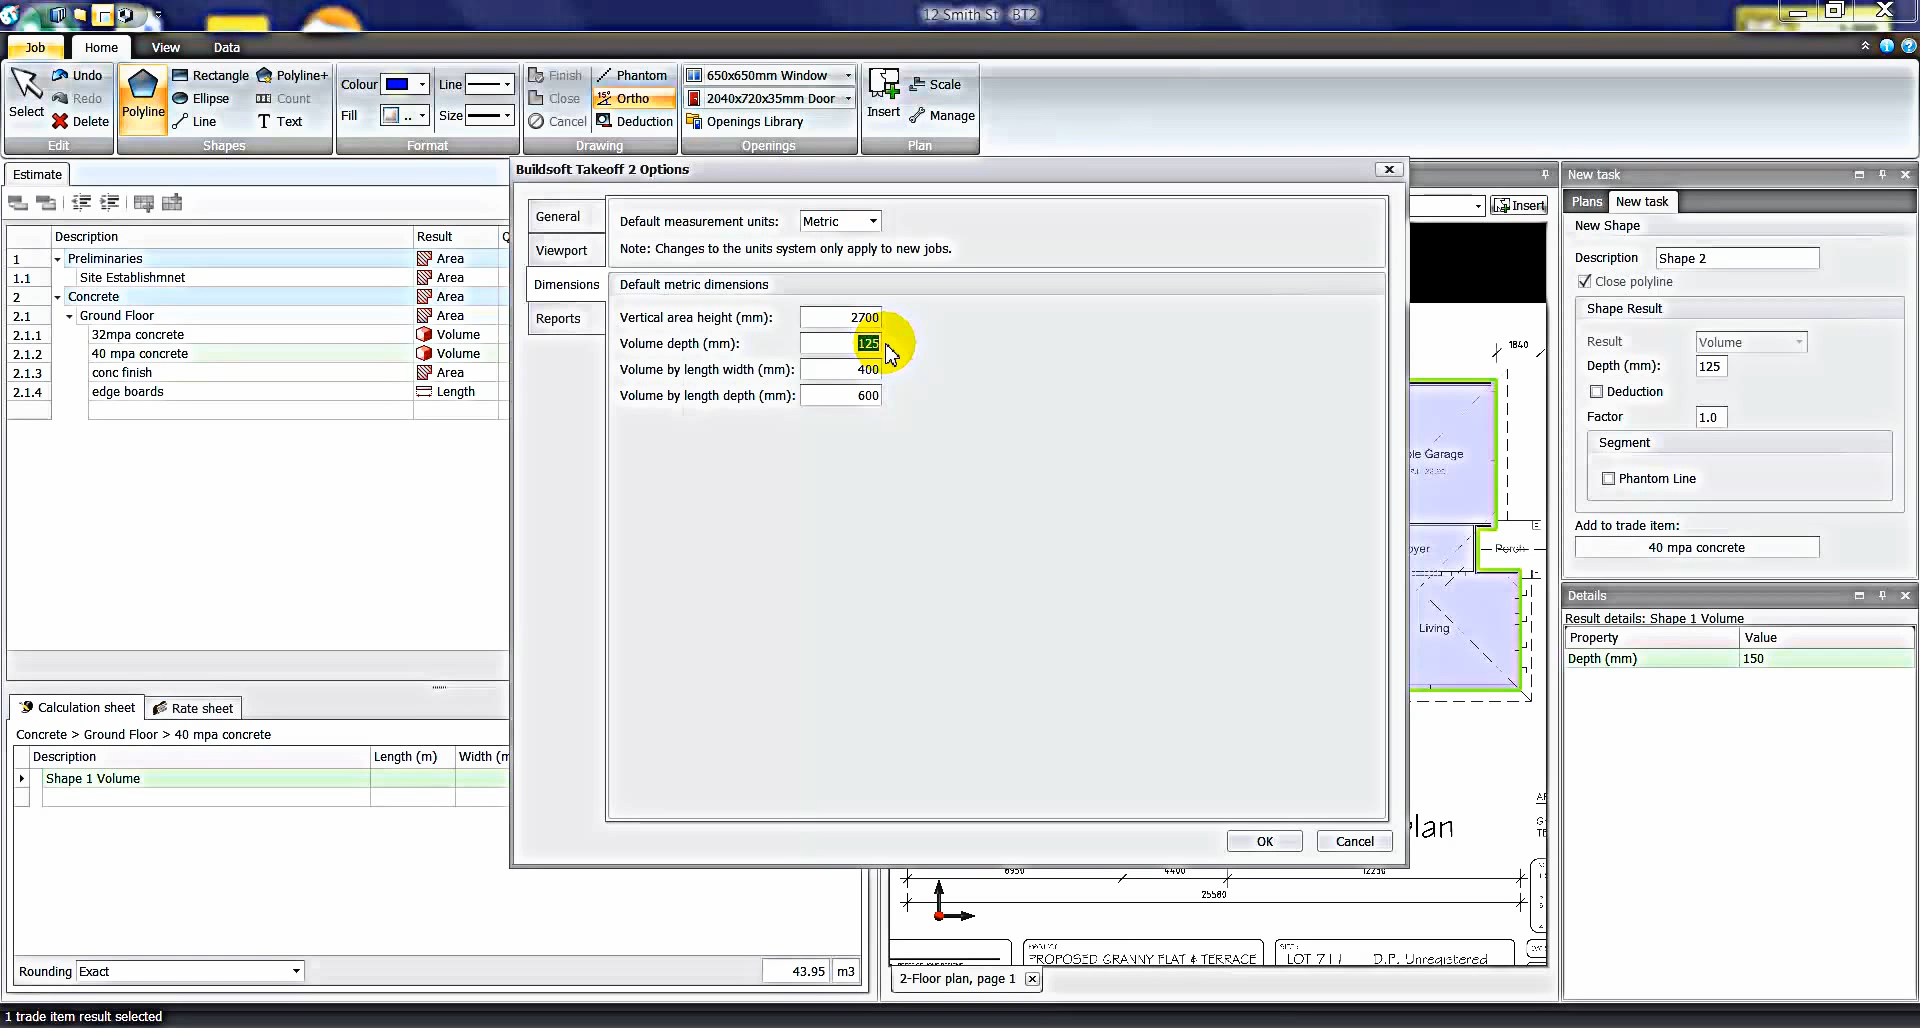 12 Smith St - BT2
Job
Home
View
Data
Select
Undo
Redo
Delete
Edit
Polyline
Rectangle
Ellipse
Line
Polyline+
Count
Text
Shapes
Colour
Line
Fill
..
Size
Format
Finish
Close
Cancel
Phantom
Ortho
Deduction
Drawing
650x650mm Window
2040x720x35mm Door
Openings Library
Openings
Insert
Scale
Manage
Plan
Estimate
Description
Result
1 Preliminaries Area
1.1 Site Establishmnet Area
2 Concrete Area
2.1 Ground Floor Area
2.1.1 32mpa concrete Volume
2.1.2 40 mpa concrete Volume
2.1.3 conc finish Area
2.1.4 edge boards Length
Calculation sheet
Rate sheet
Concrete > Ground Floor > 40 mpa concrete
Description Length (m) Width (m
Shape 1 Volume
Rounding Exact
43.95 m3
1 trade item result selected
Buildsoft Takeoff 2 Options
General
Viewport
Dimensions
Reports
Default measurement units: Metric
Note: Changes to the units system only apply to new jobs.
Default metric dimensions
Vertical area height (mm): 2700
Volume depth (mm): 125
Volume by length width (mm): 400
Volume by length depth (mm): 600
OK
Cancel
Insert
1840
ple Garage
oyer
Porch
Living
lan
4400
12250
25580
PROPOSED GRANNY FLAT & TERRACE
LOT 711 D.P. Unregistered
2-Floor plan, page 1
New task
Plans
New task
New Shape
Description Shape 2
Close polyline
Shape Result
Result Volume
Depth (mm): 125
Deduction
Factor 1.0
Segment
Phantom Line
Add to trade item:
40 mpa concrete
Details
Result details: Shape 1 Volume
Property Value
Depth (mm) 150